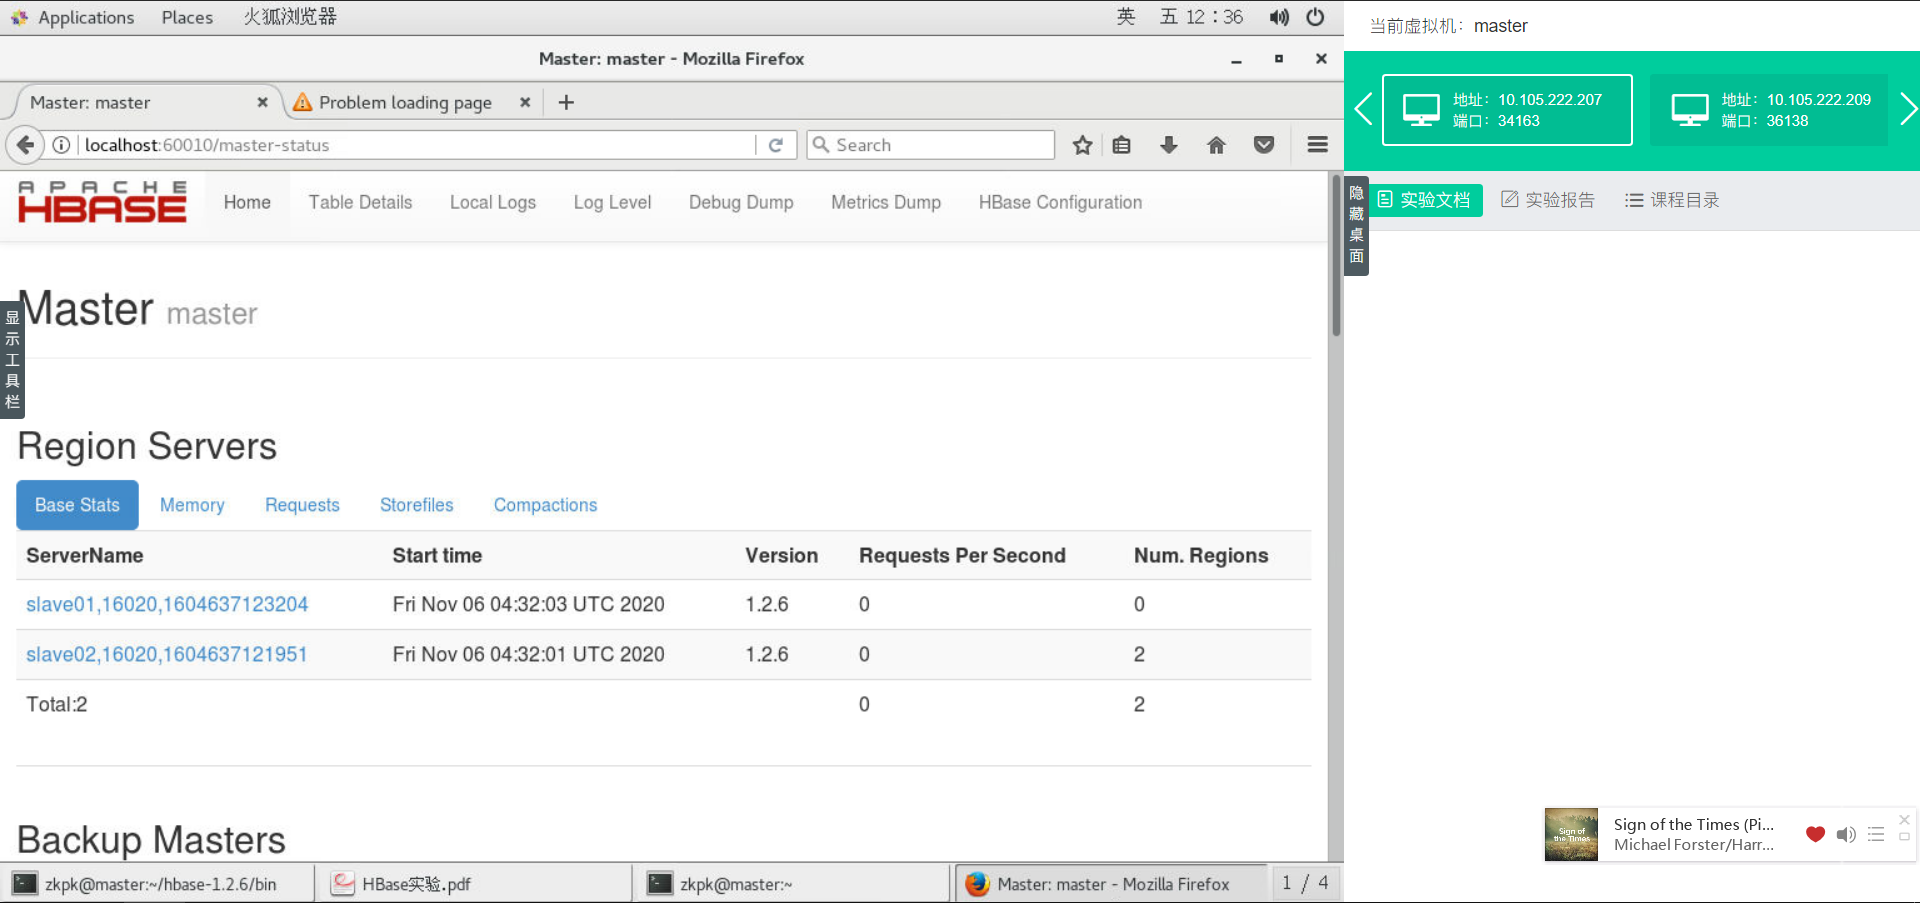 Applications Places 火狐浏览器 英 五 12：36
Master: master - Mozilla Firefox
Master: master Problem loading page
localhost:60010/master-status Search
APACHE HBASE Home Table Details Local Logs Log Level Debug Dump Metrics Dump HBase Configuration
Master master
显示工具栏
Region Servers
Base Stats Memory Requests Storefiles Compactions
ServerName Start time Version Requests Per Second Num. Regions
slave01,16020,1604637123204 Fri Nov 06 04:32:03 UTC 2020 1.2.6 0 0
slave02,16020,1604637121951 Fri Nov 06 04:32:01 UTC 2020 1.2.6 0 2
Total:2 0 2
Backup Masters
zkpk@master:~/hbase-1.2.6/bin HBase实验.pdf zkpk@master:~ Master: master - Mozilla Firefox 1 / 4
当前虚拟机：master
地址：10.105.222.207
端口：34163
地址：10.105.222.209
端口：36138
隐藏桌面
实验文档 实验报告 课程目录
Sign of the Times
Sign of the Times (Pi...
Michael Forster/Harr...